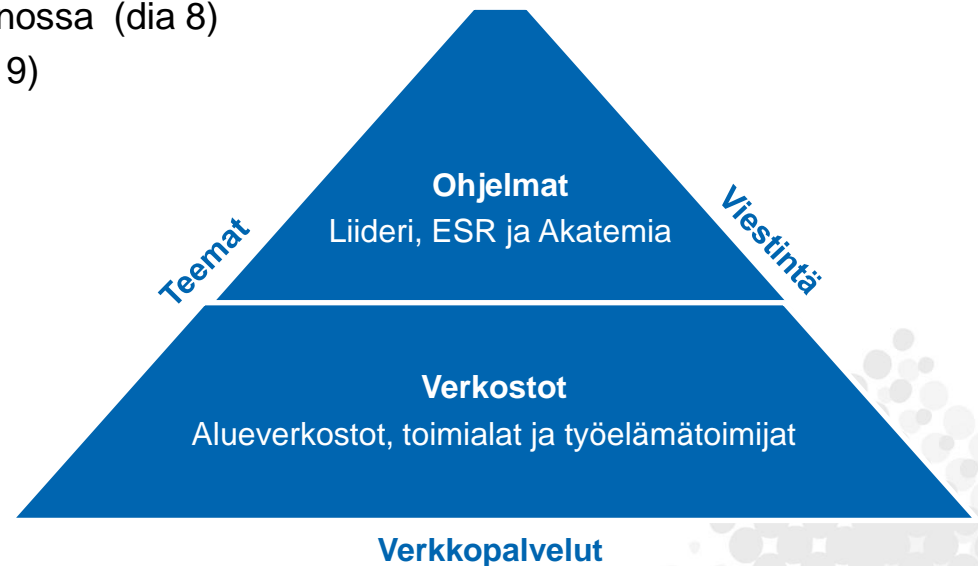 nossa (dia 8)
9)
Ohjelmat
Liideri, ESR ja Akatemia
Teemat
Viestintä
Verkostot
Alueverkostot, toimialat ja työelämätoimijat
Verkkopalvelut